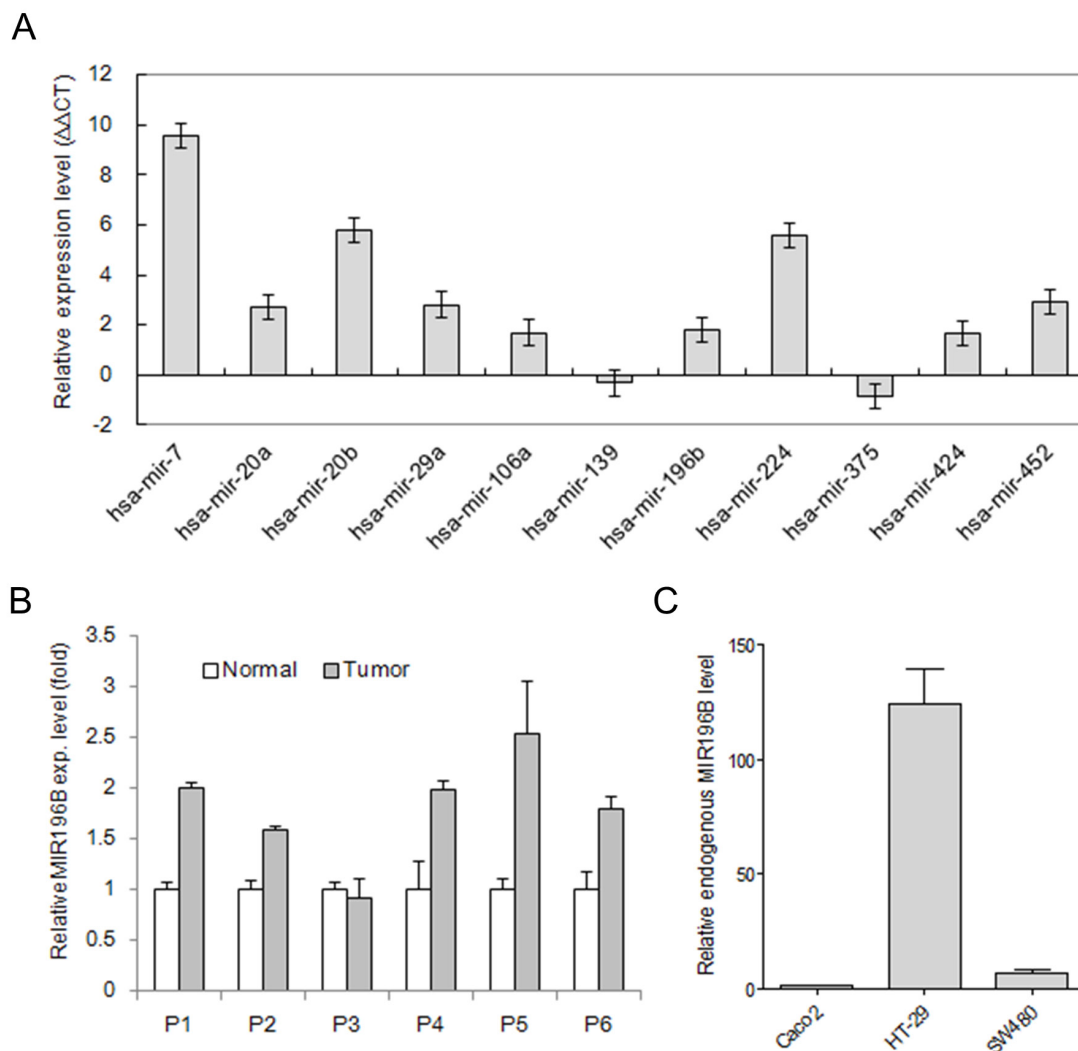 A
Relative expression level (ΔΔCT)
12
10
8
6
4
2
0
-2
hsa-mir-7
hsa-mir-20a
hsa-mir-20b
hsa-mir-29a
hsa-mir-106a
hsa-mir-139
hsa-mir-196b
hsa-mir-224
hsa-mir-375
hsa-mir-424
hsa-mir-452
B
Relative MIR196B exp. level (fold)
3.5
3
2.5
2
1.5
1
0.5
0
Normal Tumor
P1 P2 P3 P4 P5 P6
C
Relative endogenous MIR196B level
150
100
50
0
Caco2
HT-29
SW480